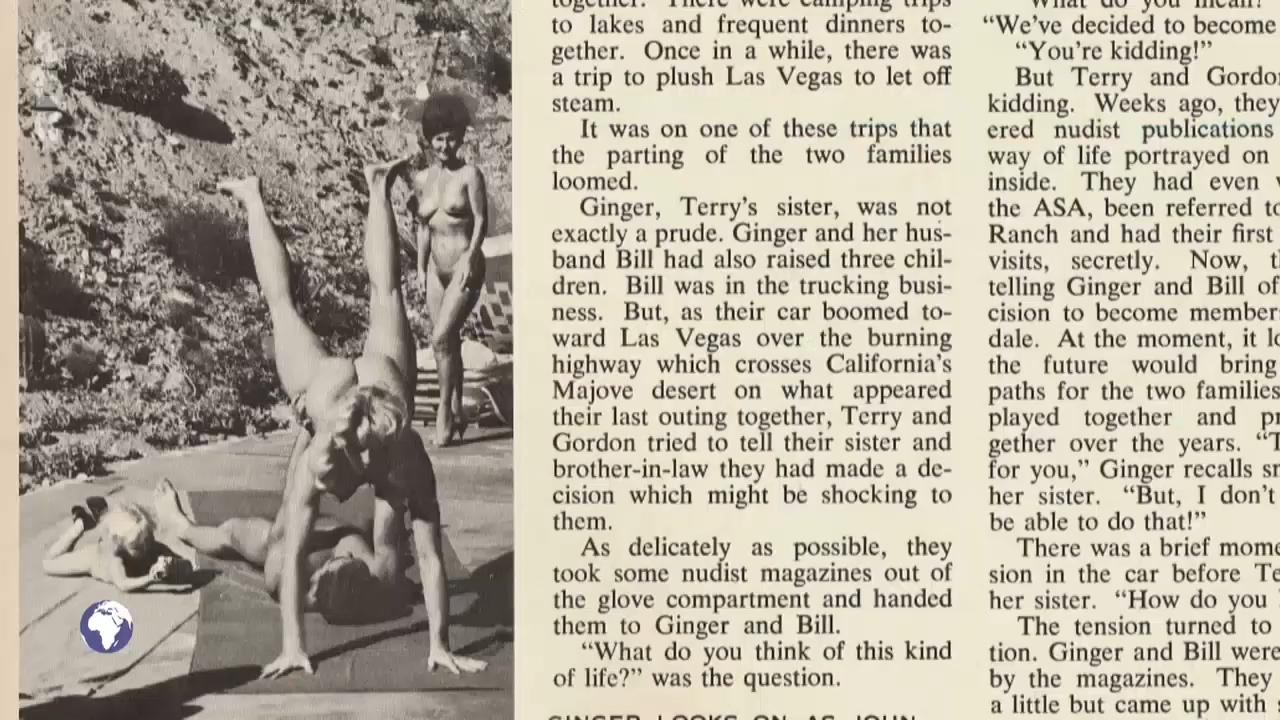 together. There were camping trips
to lakes and frequent dinners to-
gether. Once in a while, there was
a trip to plush Las Vegas to let off
steam.
It was on one of these trips that
the parting of the two families
loomed.
Ginger, Terry's sister, was not
exactly a prude. Ginger and her hus-
band Bill had also raised three chil-
dren. Bill was in the trucking busi-
ness. But, as their car boomed to-
ward Las Vegas over the burning
highway which crosses California's
Majove desert on what appeared
their last outing together, Terry and
Gordon tried to tell their sister and
brother-in-law they had made a de-
cision which might be shocking to
them.
As delicately as possible, they
took some nudist magazines out of
the glove compartment and handed
them to Ginger and Bill.
“What do you think of this kind
of life?” was the question.
GINGER LOOKS ON AS JOHN
What do you mean?
“We've decided to become
“You're kidding!”
But Terry and Gordon
kidding. Weeks ago, they
ered nudist publications
way of life portrayed on
inside. They had even
the ASA, been referred to
Ranch and had their first
visits, secretly. Now,
telling Ginger and Bill of
cision to become member
dale. At the moment, it
the future would bring
paths for the two families
played together and
gether over the years.
for you,” Ginger recalls
her sister. “But, I don't
be able to do that!”
There was a brief
sion in the car before
her sister. “How do you
The tension turned to
tion. Ginger and Bill were
by the magazines. They
a little but came up with